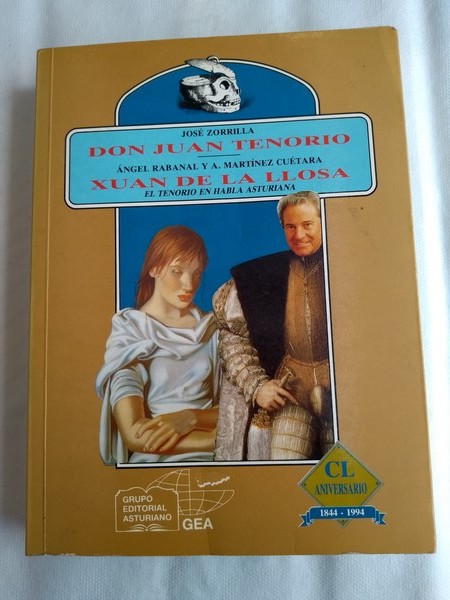 JOSÉ ZORRILLA
DON JUAN TENORIO
ÁNGEL RABANAL Y A. MARTÍNEZ CUÉTARA
XUAN DE LA LLOSA
EL TENORIO EN HABLA ASTURIANA
GRUPO
EDITORIAL
ASTURIANO
GEA
CL
ANIVERSARIO
1844 - 1994